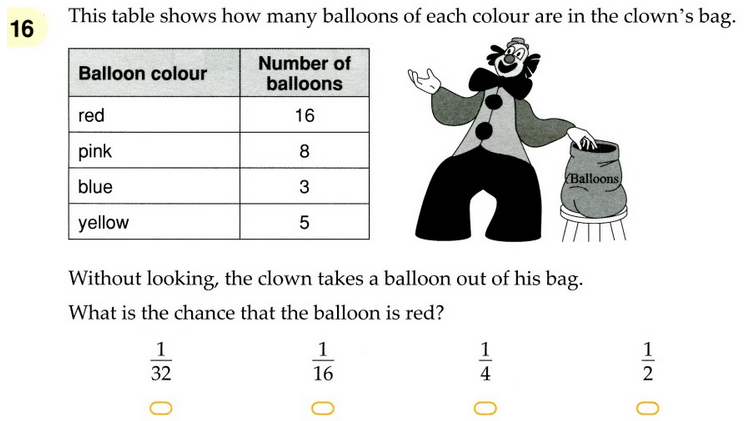 16
This table shows how many balloons of each colour are in the clown's bag.
Balloon colour Number of balloons
red 16
pink 8
blue 3
yellow 5
Balloons
Without looking, the clown takes a balloon out of his bag.
What is the chance that the balloon is red?
1/32 1/16 1/4 1/2